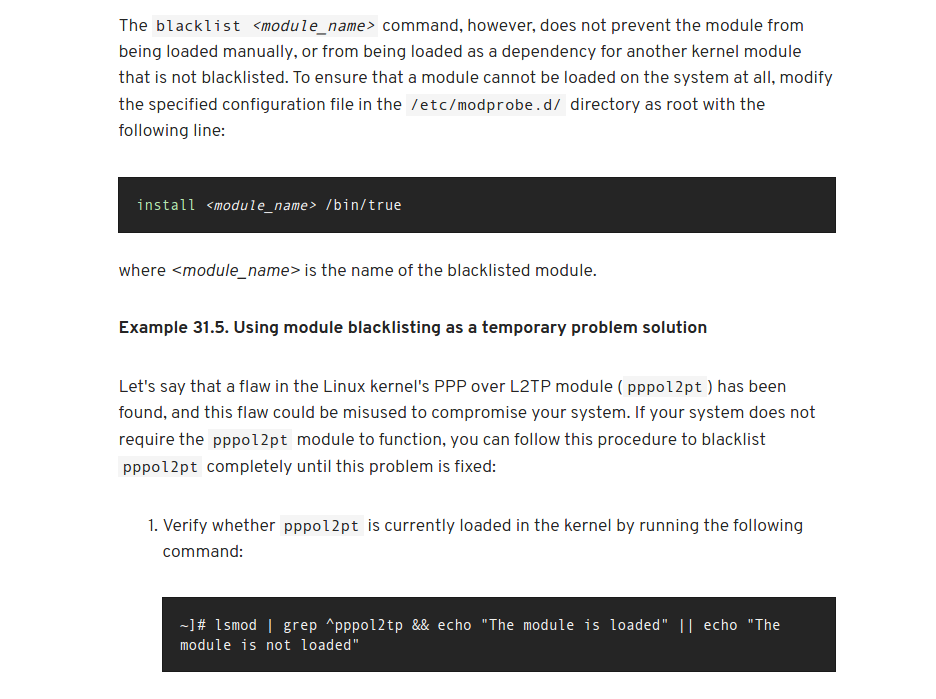 The blacklist <module_name> command, however, does not prevent the module from
being loaded manually, or from being loaded as a dependency for another kernel module
that is not blacklisted. To ensure that a module cannot be loaded on the system at all, modify
the specified configuration file in the /etc/modprobe.d/ directory as root with the
following line:
install <module_name> /bin/true
where <module_name> is the name of the blacklisted module.
Example 31.5. Using module blacklisting as a temporary problem solution
Let's say that a flaw in the Linux kernel's PPP over L2TP module ( pppol2pt ) has been
found, and this flaw could be misused to compromise your system. If your system does not
require the pppol2pt module to function, you can follow this procedure to blacklist
pppol2pt completely until this problem is fixed:
1. Verify whether pppol2pt is currently loaded in the kernel by running the following
command:
~]# lsmod | grep ^pppol2tp && echo "The module is loaded" || echo "The
module is not loaded"